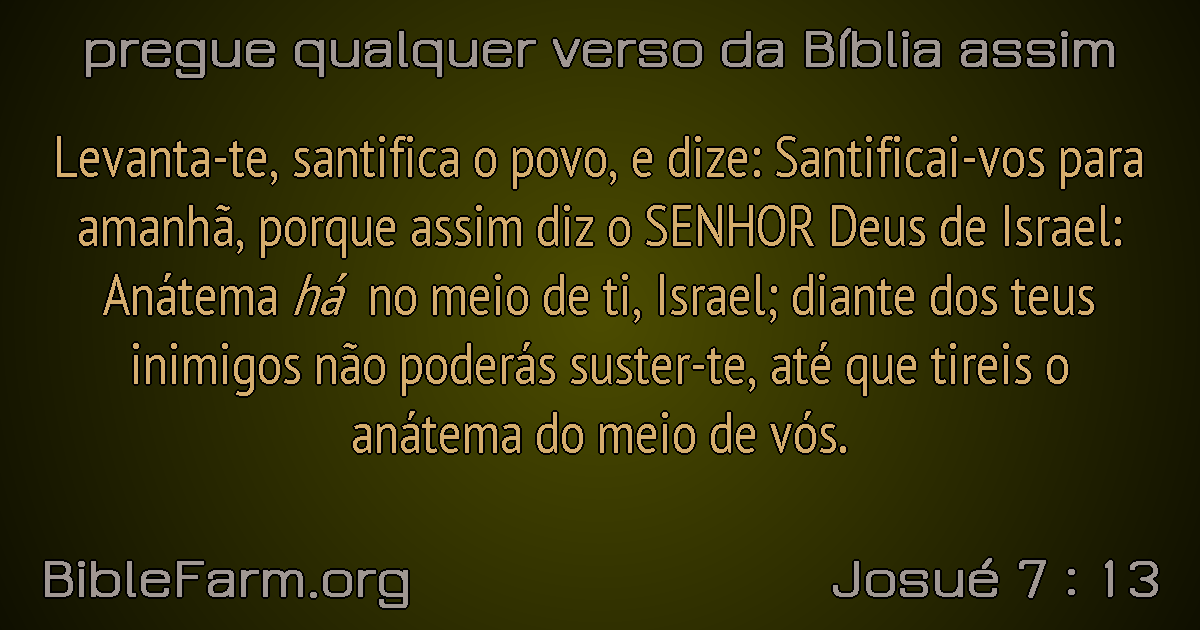 pregue qualquer verso da Bíblia assim
Levanta-te, santifica o povo, e dize: Santificai-vos para
amanhã, porque assim diz o SENHOR Deus de Israel:
Anátema há no meio de ti, Israel; diante dos teus
inimigos não poderás suster-te, até que tireis o
anátema do meio de vós.
BibleFarm.org
Josué 7 : 13